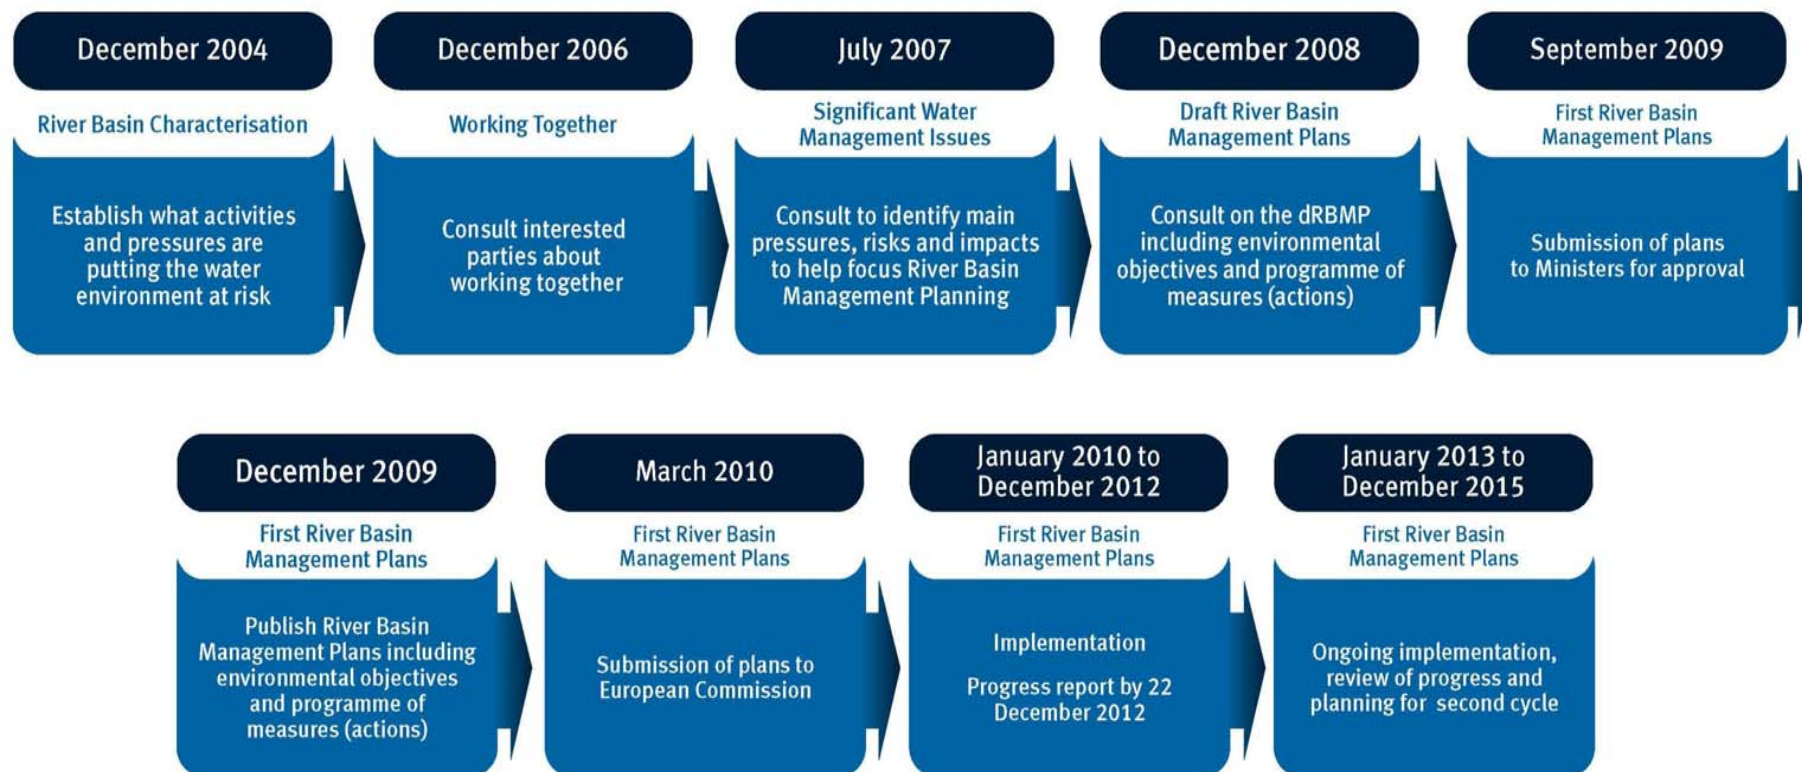 December 2004
River Basin Characterisation
Establish what activities
and pressures are
putting the water
environment at risk
December 2006
Working Together
Consult interested
parties about
working together
July 2007
Significant Water
Management Issues
Consult to identify main
pressures, risks and impacts
to help focus River Basin
Management Planning
December 2008
Draft River Basin
Management Plans
Consult on the dRBMP
including environmental
objectives and programme of
measures (actions)
September 2009
First River Basin
Management Plans
Submission of plans
to Ministers for approval
December 2009
First River Basin
Management Plans
Publish River Basin
Management Plans including
environmental objectives
and programme of
measures (actions)
March 2010
First River Basin
Management Plans
Submission of plans to
European Commission
January 2010 to
December 2012
First River Basin
Management Plans
Implementation
Progress report by 22
December 2012
January 2013 to
December 2015
First River Basin
Management Plans
Ongoing implementation,
review of progress and
planning for second cycle